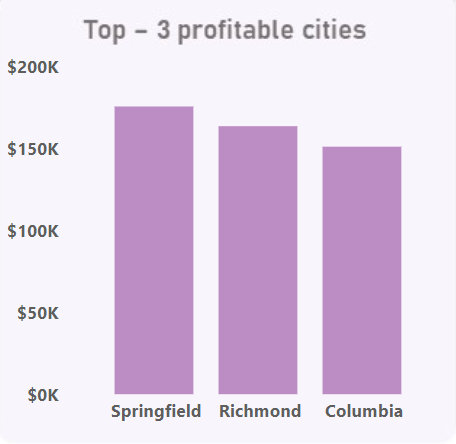 Top – 3 profitable cities
$200K
$150K
$100K
$50K
$0K
Springfield Richmond Columbia